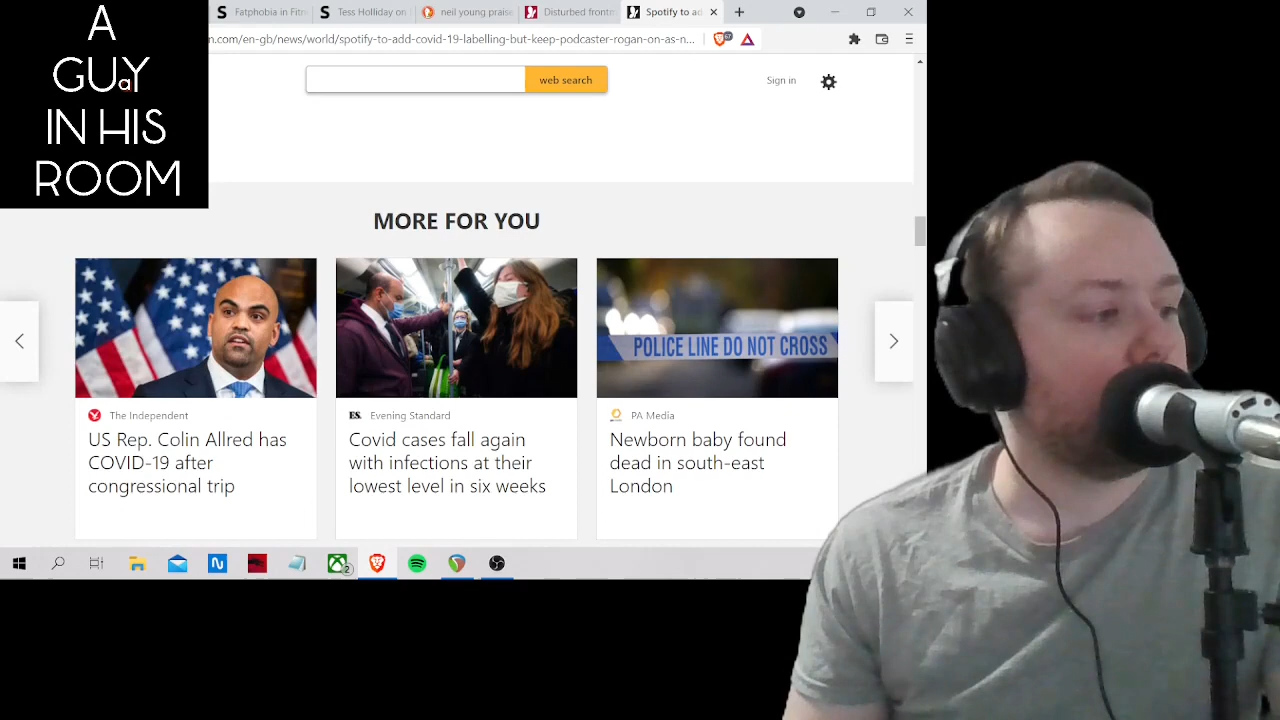 A
GUaY
IN HIS
ROOM
Fatphobia in Fitn
Tess Holliday on
neil young praise
Disturbed frontm
Spotify to ad
n.com/en-gb/news/world/spotify-to-add-covid-19-labelling-but-keep-podcaster-rogan-on-as-n...
web search
Sign in
MORE FOR YOU
The Independent
US Rep. Colin Allred has
COVID-19 after
congressional trip
ES.
Evening Standard
Covid cases fall again
with infections at their
lowest level in six weeks
POLICE LINE DO NOT CROSS
PA Media
Newborn baby found
dead in south-east
London